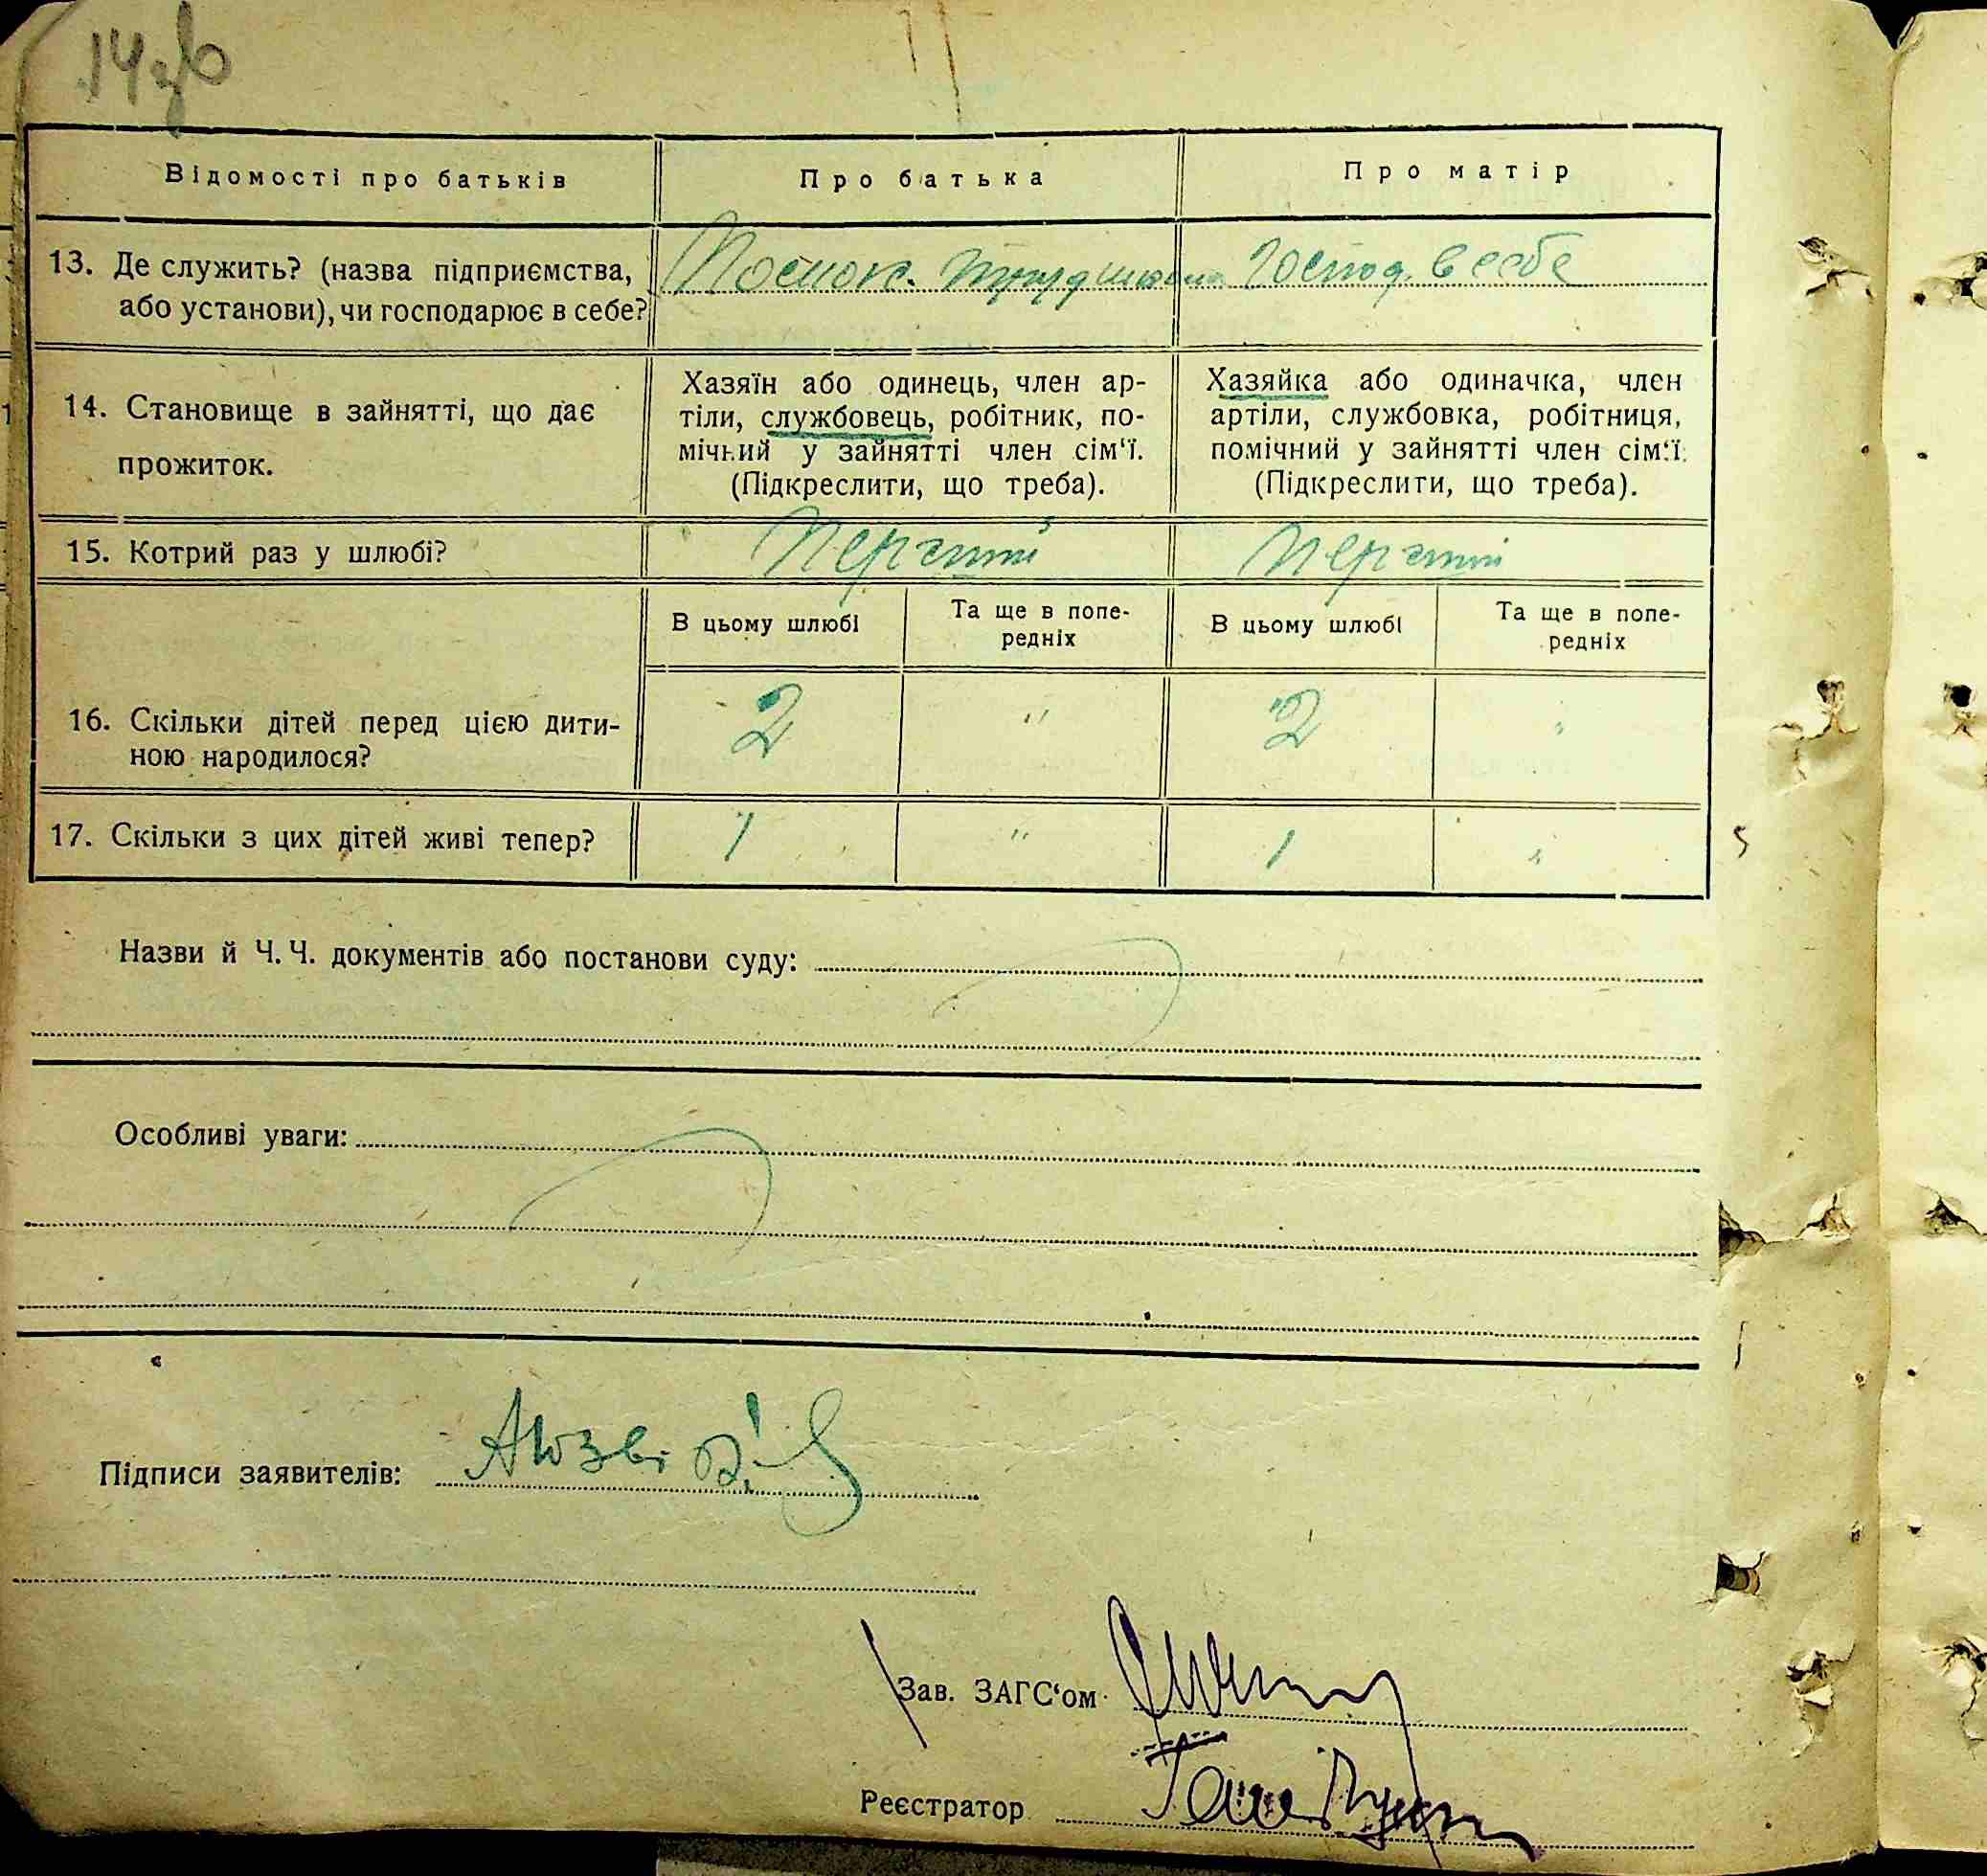 14зв
Відомості про батьків
Про батька
Про матір
13. Де служить? (назва підприємства,
або установи), чи господарює в себе?
трудшкола
Господ. в себе
14. Становище в зайнятті, що дає
прожиток.
Хазяїн або одинець, член ар-
тіли, службовець, робітник, по-
мічний у зайнятті член сім‘ї.
(Підкреслити, що треба).
Хазяйка або одиначка, член
артіли, службовка, робітниця,
помічний у зайнятті член сім‘ї.
(Підкреслити, що треба).
15. Котрий раз у шлюбі?
Перший
Перший
В цьому шлюбі
Та ще в попе-
редніх
В цьому шлюбі
Та ще в попе-
редніх
16. Скільки дітей перед цією дити-
ною народилося?
2 " 2 "
17. Скільки з цих дітей живі тепер?
1 " 1 "
Назви й Ч. Ч. документів або постанови суду:
Особливі уваги:
Підписи заявителів:
Зав. ЗАГС‘ом
Реєстратор